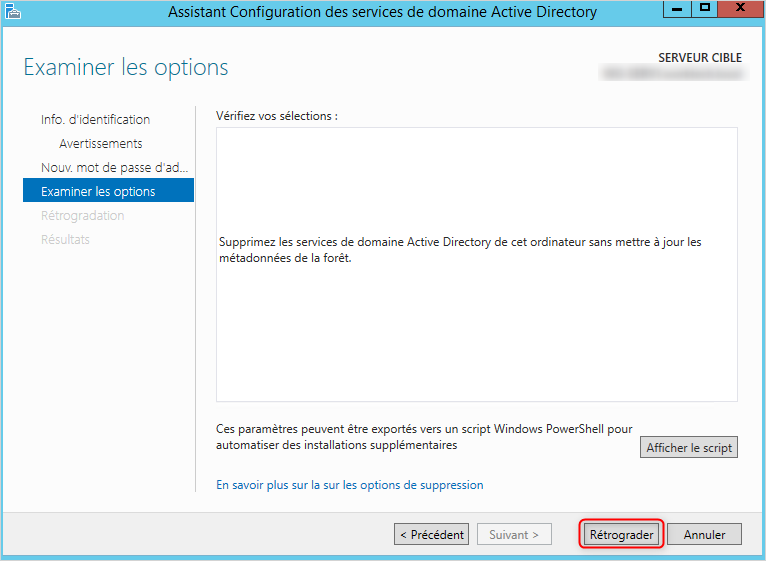 Assistant Configuration des services de domaine Active Directory
Examiner les options
SERVEUR CIBLE
Info. d'identification
Avertissements
Nouv. mot de passe d'ad...
Examiner les options
Rétrogradation
Résultats
Vérifiez vos sélections :
Supprimez les services de domaine Active Directory de cet ordinateur sans mettre à jour les
métadonnées de la forêt.
Ces paramètres peuvent être exportés vers un script Windows PowerShell pour
automatiser des installations supplémentaires
Afficher le script
En savoir plus sur la sur les options de suppression
< Précédent
Suivant >
Rétrograder
Annuler